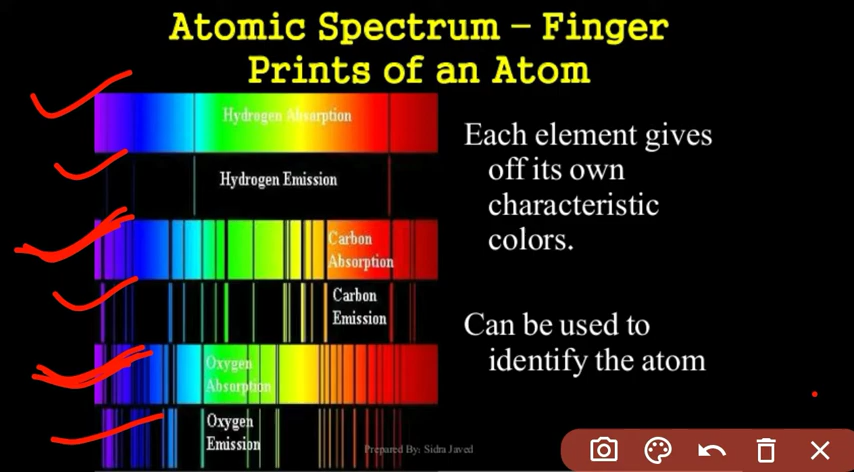 Atomic Spectrum – Finger
Prints of an Atom
Hydrogen Absorption
Hydrogen Emission
Carbon
Absorption
Carbon
Emission
Oxygen
Absorption
Oxygen
Emission
Each element gives
off its own
characteristic
colors.
Can be used to
identify the atom
Prepared By: Sidra Javed